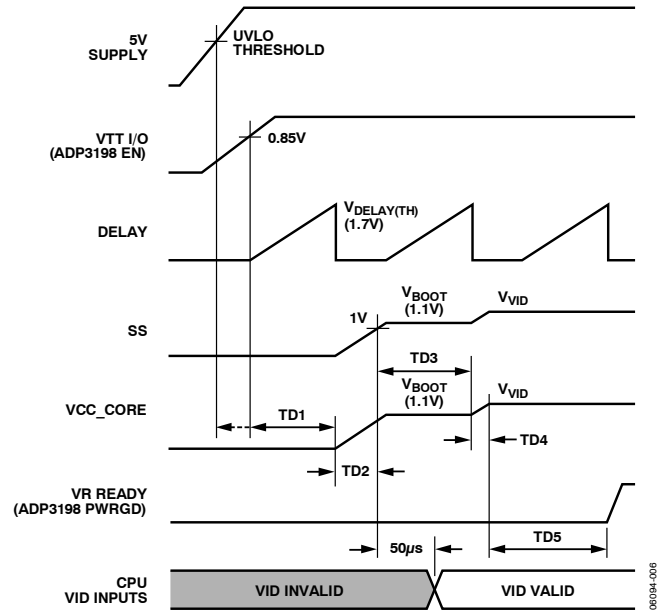 5V
SUPPLY
UVLO
THRESHOLD
VTT I/O
(ADP3198 EN)
0.85V
DELAY
VDELAY(TH)
(1.7V)
SS
1V
VBOOT
(1.1V)
VVID
TD3
VCC_CORE
VBOOT
(1.1V)
VVID
TD1
TD4
TD2
VR READY
(ADP3198 PWRGD)
50µs
TD5
CPU
VID INPUTS
VID INVALID
VID VALID
06094-006